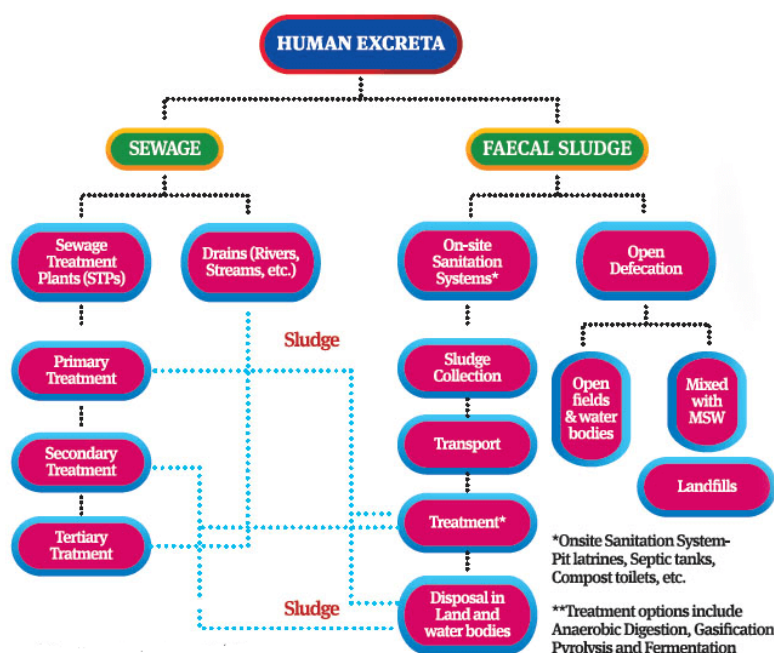 HUMAN EXCRETA
SEWAGE
FAECAL SLUDGE
Sewage
Treatment
Plants (STPs)
Drains (Rivers,
Streams, etc.)
On-site
Sanitation
Systems*
Open
Defecation
Sludge
Primary
Treatment
Sludge
Collection
Open
fields
& water
bodies
Mixed
with
MSW
Secondary
Treatment
Transport
Landfills
Tertiary
Tratment
Treatment*
*Onsite Sanitation System-
Pit latrines, Septic tanks,
Compost toilets, etc.
Sludge
Disposal in
Land and
water bodies
**Treatment options include
Anaerobic Digestion, Gasification
Pyrolysis and Fermentation